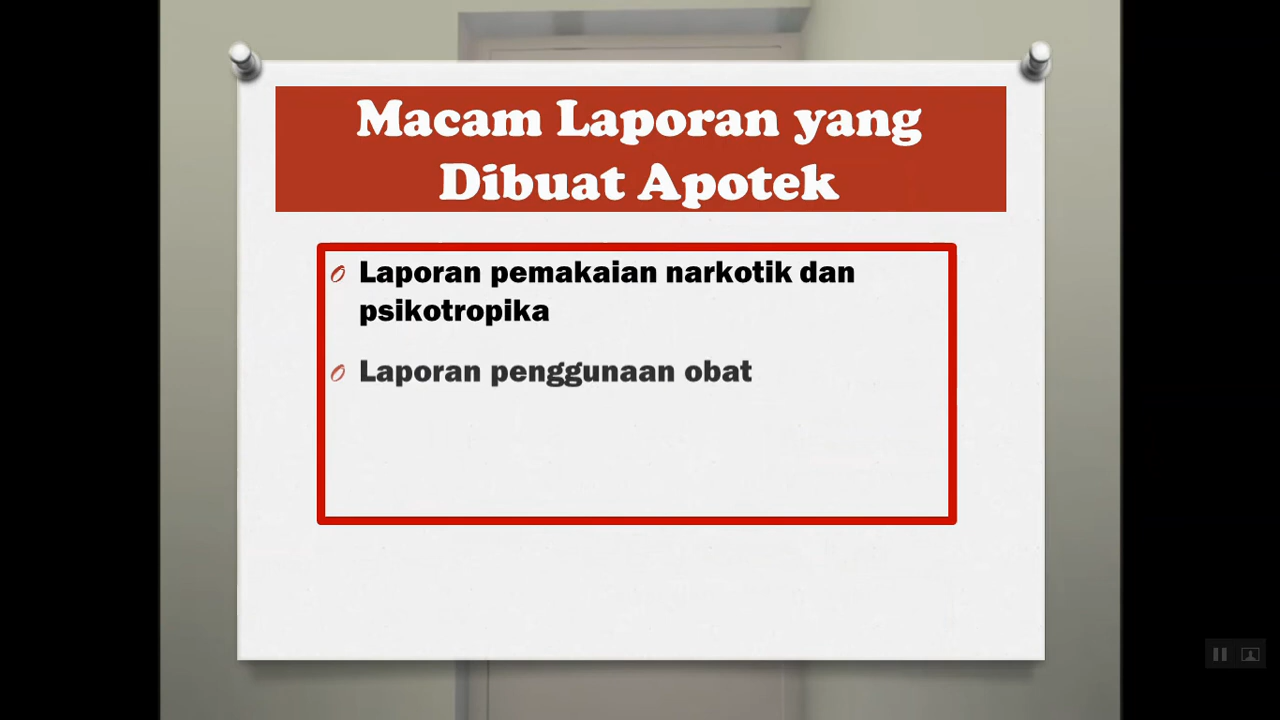 Macam Laporan yang
Dibuat Apotek
Laporan pemakaian narkotik dan
psikotropika
Laporan penggunaan obat